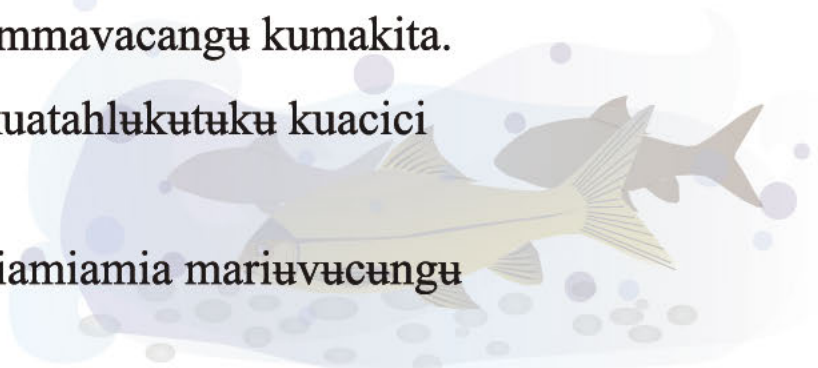 mmavacangʉ kumakita.
uatahlʉkʉtʉkʉ kuacici
iamiamia mariʉvʉcʉngʉ